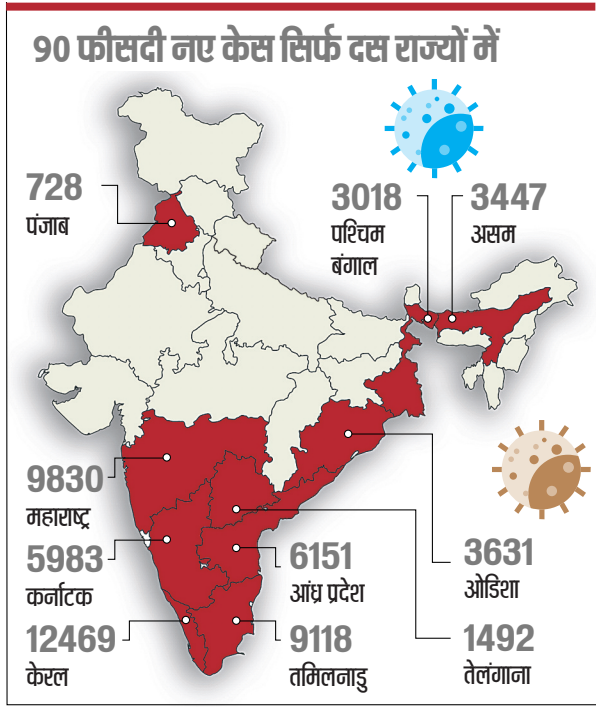 90 फीसदी नए केस सिर्फ दस राज्यों में
728
पंजाब
3018
पश्चिम
बंगाल
3447
असम
9830
महाराष्ट्र
5983
कर्नाटक
12469
केरल
6151
आंध्र प्रदेश
9118
तमिलनाडु
3631
ओडिशा
1492
तेलंगाना